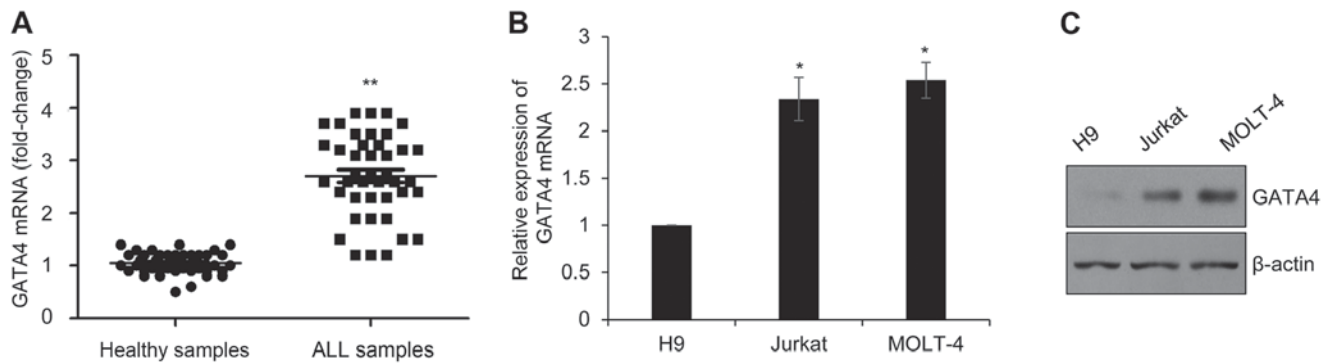 A
GATA4 mRNA (fold-change)
5
4
3
2
1
0
**
Healthy samples
ALL samples
B
Relative expression of
GATA4 mRNA
3
2.5
2
1.5
1
0.5
0
*
*
H9
Jurkat
MOLT-4
C
H9
Jurkat
MOLT-4
GATA4
β-actin